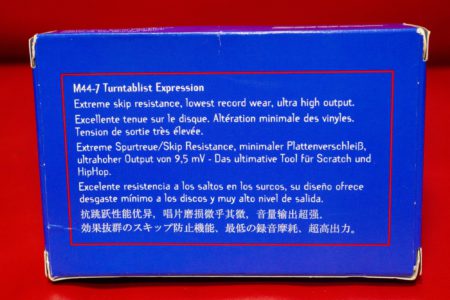 M44-7 Turntablist Expression
Extreme skip resistance, lowest record wear, ultra high output.
Excellente tenue sur le disque. Altération minimale des vinyles.
Tension de sortie très élevée.
Extreme Spurtreue/Skip Resistance, minimaler Plattenverschleiß,
ultrahoher Output von 9,5 mV - Das ultimative Tool für Scratch und
HipHop.
Excelente resistencia a los saltos en los surcos, su diseño ofrece
desgaste mínimo a los discos y muy alto nivel de salida.
抗跳跃性能优异，唱片磨损微乎其微，音量输出超强。
効果抜群のスキップ防止機能、最低の録音摩耗、超高出力。